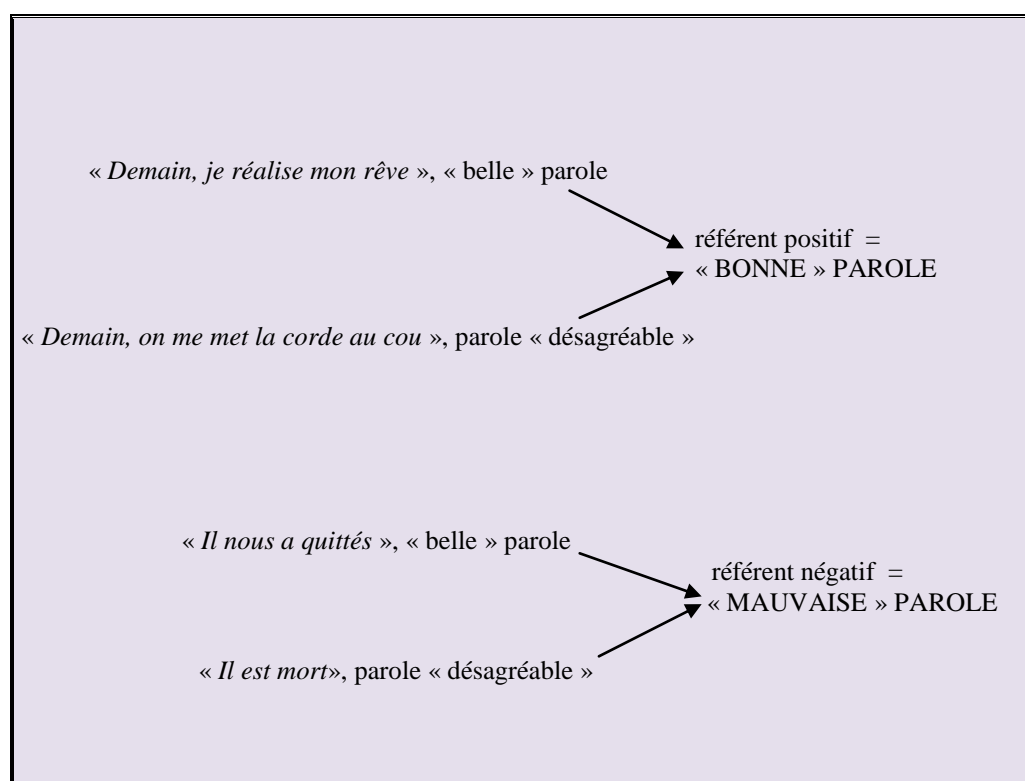 « Demain, je réalise mon rêve », « belle » parole
référent positif =
« BONNE » PAROLE
« Demain, on me met la corde au cou », parole « désagréable »
« Il nous a quittés », « belle » parole
référent négatif =
« MAUVAISE » PAROLE
« Il est mort», parole « désagréable »